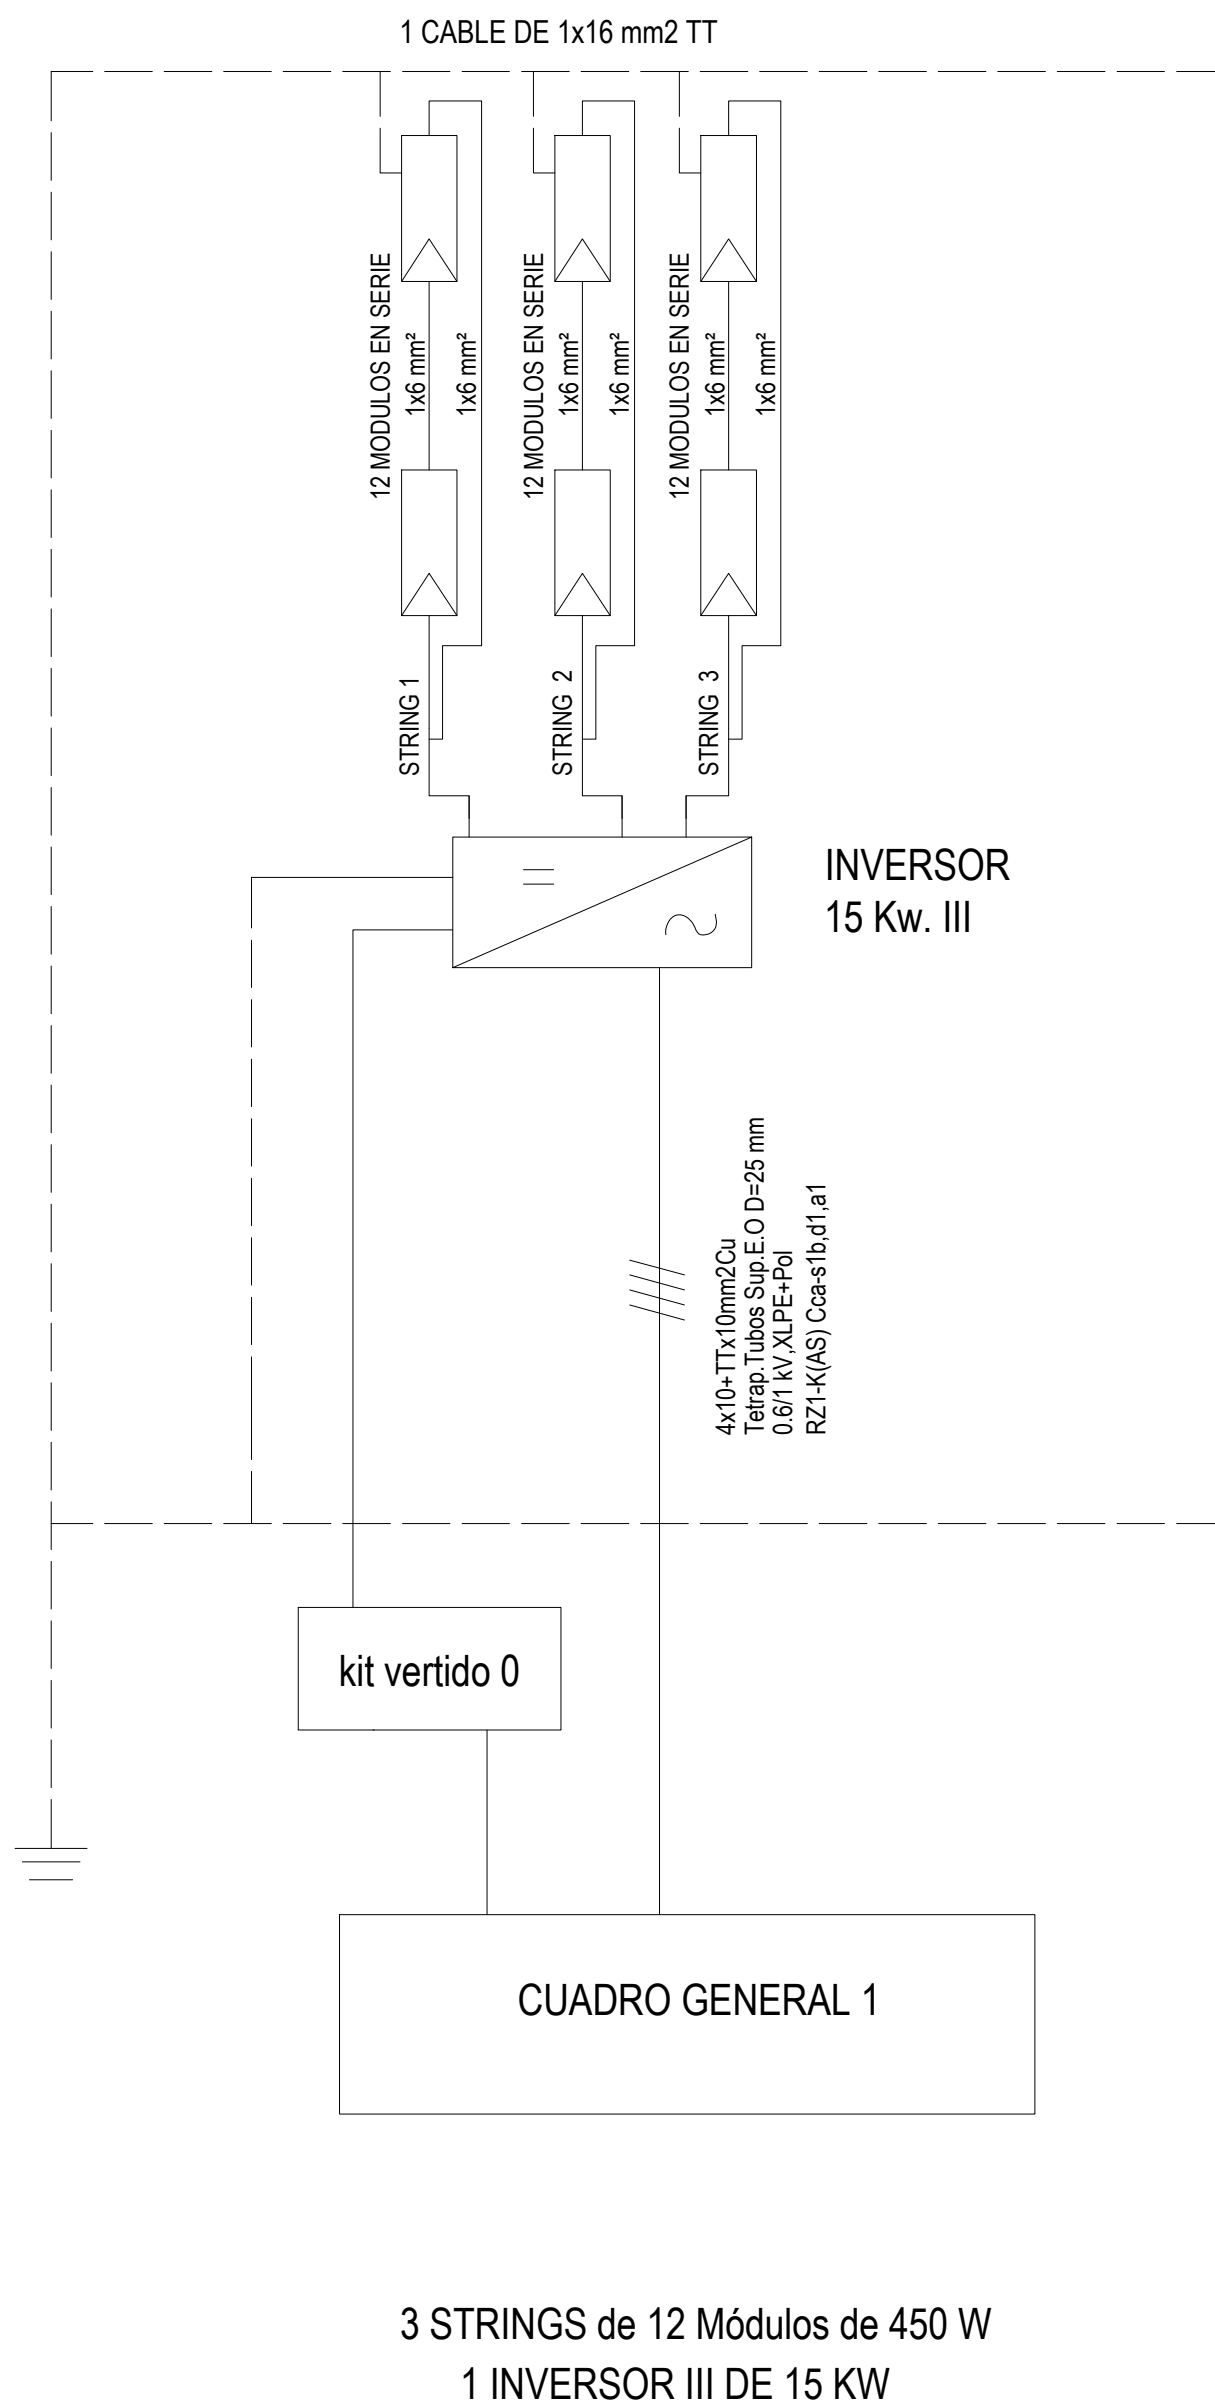 1 CABLE DE 1x16 mm2 TT
12 MODULOS EN SERIE
1x6 mm²
1x6 mm²
12 MODULOS EN SERIE
1x6 mm²
1x6 mm²
12 MODULOS EN SERIE
1x6 mm²
1x6 mm²
STRING 1
STRING 2
STRING 3
INVERSOR
15 Kw. III
4x10+TTx10mm2Cu
Tetrap.Tubos Sup.E.O D=25 mm
0.6/1 kV,XLPE+Pol
RZ1-K(AS) Cca-s1b,d1,a1
kit vertido 0
CUADRO GENERAL 1
3 STRINGS de 12 Módulos de 450 W
1 INVERSOR III DE 15 KW